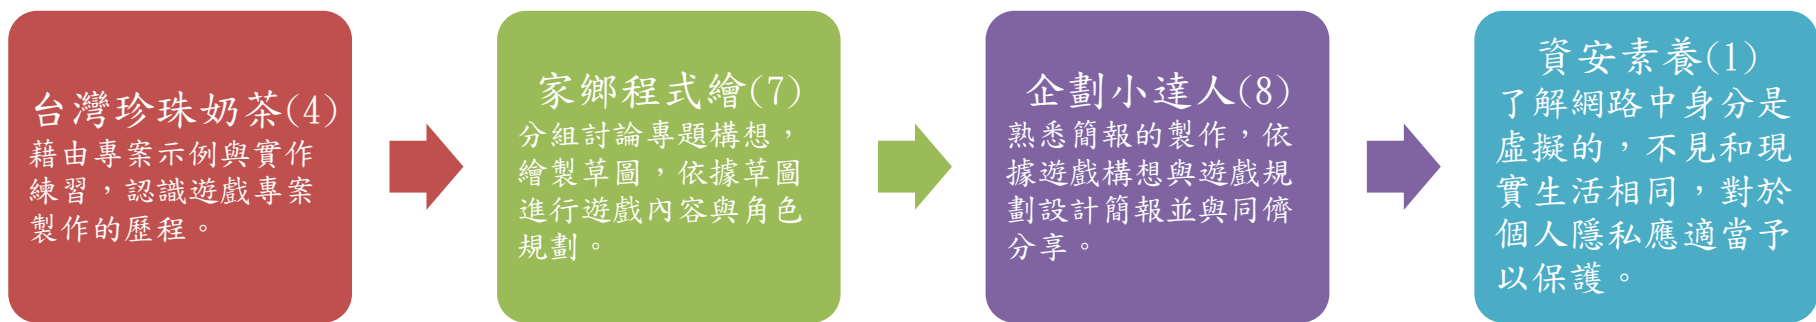 台灣珍珠奶茶(4)
藉由專案示例與實作
練習，認識遊戲專案
製作的歷程。
家鄉程式繪(7)
分組討論專題構想，
繪製草圖，依據草圖
進行遊戲內容與角色
規劃。
企劃小達人(8)
熟悉簡報的製作，依
據遊戲構想與遊戲規
劃設計簡報並與同儕
分享。
資安素養(1)
了解網路中身分是
虛擬的，不見和現
實生活相同，對於
個人隱私應適當予
以保護。